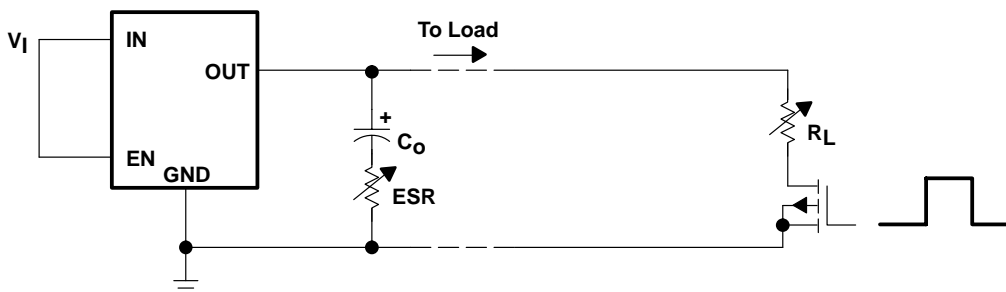 To Load
V_I
IN
OUT
+
C_o
R_L
EN
GND
ESR